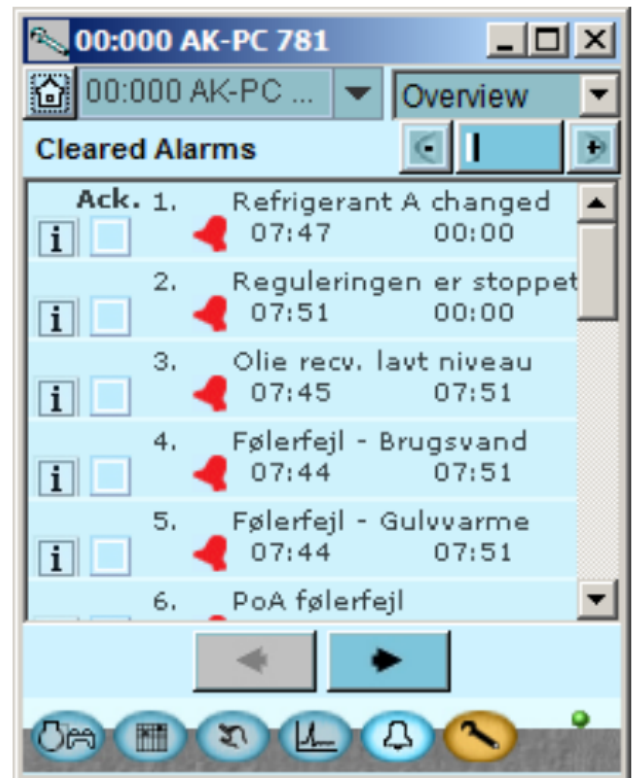 00:000 AK-PC 781
00:000 AK-PC ...
Overview
Cleared Alarms
Ack. 1. Refrigerant A changed
i 07:47 00:00
2. Reguleringen er stoppet
i 07:51 00:00
3. Olie recv. lavt niveau
i 07:45 07:51
4. Følerfejl - Brugsvand
i 07:44 07:51
5. Følerfejl - Gulvvarme
i 07:44 07:51
6. PoA følerfejl